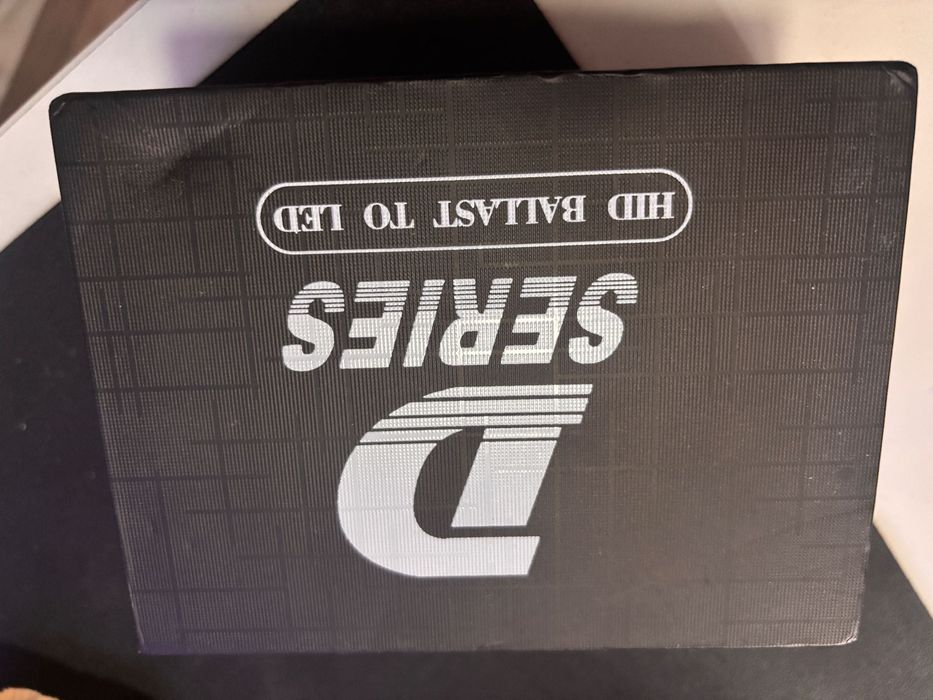 D
SERIES
HID BALLAST TO LED